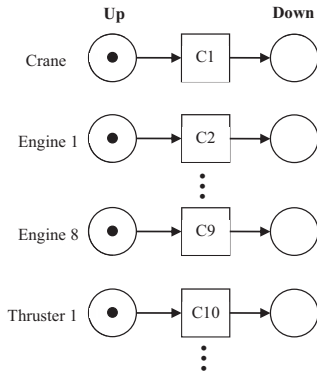 Up Down
Crane C1
Engine 1 C2
Engine 8 C9
Thruster 1 C10